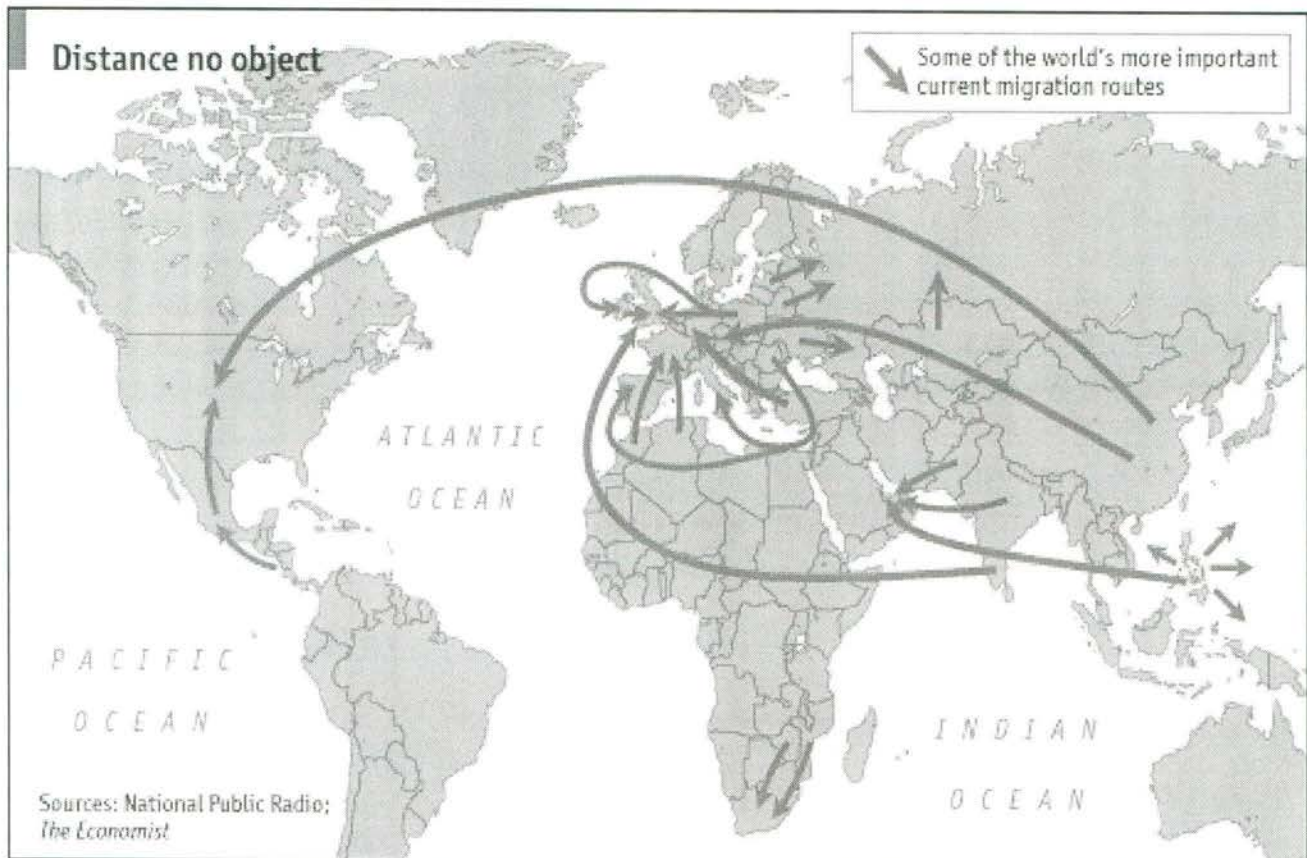 Distance no object
Some of the world's more important
current migration routes
ATLANTIC
OCEAN
PACIFIC
OCEAN
INDIAN
OCEAN
Sources: National Public Radio;
The Economist